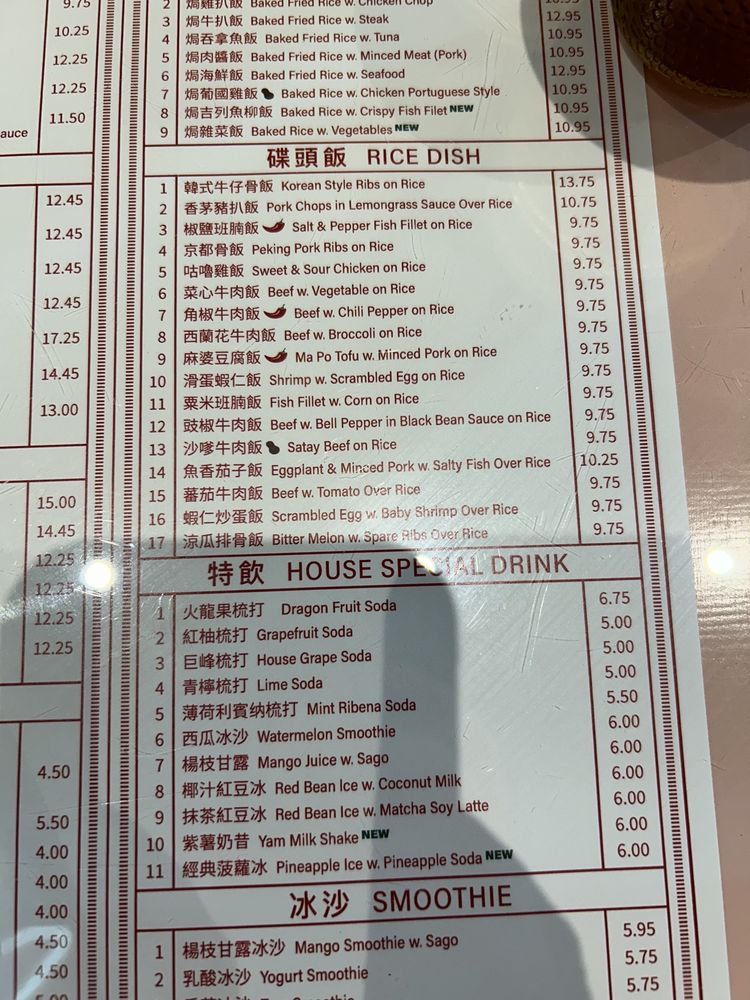 9.75
10.25
12.25
12.25
auce 11.50
12.45
12.45
12.45
12.45
17.25
14.45
13.00
15.00
14.45
12.25
12.25
12.25
12.25
4.50
5.50
4.00
4.00
4.00
4.50
4.50
2 焗雞扒飯 Baked Fried Rice w. Chicken Chop 10.95
3 焗牛扒飯 Baked Fried Rice w. Steak 12.95
4 焗吞拿魚飯 Baked Fried Rice w. Tuna 10.95
5 焗肉醬飯 Baked Fried Rice w. Minced Meat (Pork) 10.95
6 焗海鮮飯 Baked Fried Rice w. Seafood 12.95
7 焗葡國雞飯 Baked Rice w. Chicken Portuguese Style 10.95
8 焗吉列魚柳飯 Baked Rice w. Crispy Fish Filet NEW 10.95
9 焗雜菜飯 Baked Rice w. Vegetables NEW 10.95
碟頭飯 RICE DISH
1 韓式牛仔骨飯 Korean Style Ribs on Rice 13.75
2 香茅豬扒飯 Pork Chops in Lemongrass Sauce Over Rice 10.75
3 椒鹽班腩飯 Salt & Pepper Fish Fillet on Rice 9.75
4 京都骨飯 Peking Pork Ribs on Rice 9.75
5 咕嚕雞飯 Sweet & Sour Chicken on Rice 9.75
6 菜心牛肉飯 Beef w. Vegetable on Rice 9.75
7 角椒牛肉飯 Beef w. Chili Pepper on Rice 9.75
8 西蘭花牛肉飯 Beef w. Broccoli on Rice 9.75
9 麻婆豆腐飯 Ma Po Tofu w. Minced Pork on Rice 9.75
10 滑蛋蝦仁飯 Shrimp w. Scrambled Egg on Rice 9.75
11 粟米班腩飯 Fish Fillet w. Corn on Rice 9.75
12 豉椒牛肉飯 Beef w. Bell Pepper in Black Bean Sauce on Rice 9.75
13 沙嗲牛肉飯 Satay Beef on Rice 9.75
14 魚香茄子飯 Eggplant & Minced Pork w. Salty Fish Over Rice 10.25
15 蕃茄牛肉飯 Beef w. Tomato Over Rice 9.75
16 蝦仁炒蛋飯 Scrambled Egg w. Baby Shrimp Over Rice 9.75
17 涼瓜排骨飯 Bitter Melon w. Spare Ribs Over Rice 9.75
特飲 HOUSE SPECIAL DRINK
1 火龍果梳打 Dragon Fruit Soda 6.75
2 紅柚梳打 Grapefruit Soda 5.00
3 巨峰梳打 House Grape Soda 5.00
4 青檸梳打 Lime Soda 5.00
5 薄荷利賓纳梳打 Mint Ribena Soda 5.50
6 西瓜冰沙 Watermelon Smoothie 6.00
7 楊枝甘露 Mango Juice w. Sago 6.00
8 椰汁紅豆冰 Red Bean Ice w. Coconut Milk 6.00
9 抹茶紅豆冰 Red Bean Ice w. Matcha Soy Latte 6.00
10 紫薯奶昔 Yam Milk Shake NEW 6.00
11 經典菠蘿冰 Pineapple Ice w. Pineapple Soda NEW 6.00
冰沙 SMOOTHIE
1 楊枝甘露冰沙 Mango Smoothie w. Sago 5.95
2 乳酸冰沙 Yogurt Smoothie 5.75
5.75